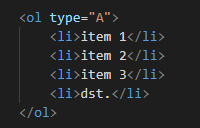 <ol type="A">
<li>item 1</li>
<li>item 2</li>
<li>item 3</li>
<li>dst.</li>
</ol>